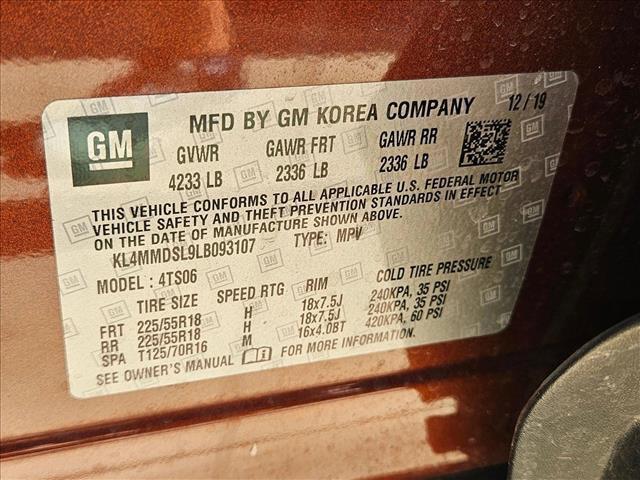 GM
MFD BY GM KOREA COMPANY 12/19
GVWR GAWR FRT GAWR RR
4233 LB 2336 LB 2336 LB
THIS VEHICLE CONFORMS TO ALL APPLICABLE U.S. FEDERAL MOTOR
VEHICLE SAFETY AND THEFT PREVENTION STANDARDS IN EFFECT
ON THE DATE OF MANUFACTURE SHOWN ABOVE.
KL4MMDSL9LB093107 TYPE: MPV
MODEL: 4TS06
TIRE SIZE SPEED RTG RIM COLD TIRE PRESSURE
FRT 225/55R18 H 18x7.5J 240KPA, 35 PSI
RR 225/55R18 H 18x7.5J 240KPA, 35 PSI
SPA T125/70R16 M 16x4.0BT 420KPA, 60 PSI
SEE OWNER'S MANUAL FOR MORE INFORMATION.